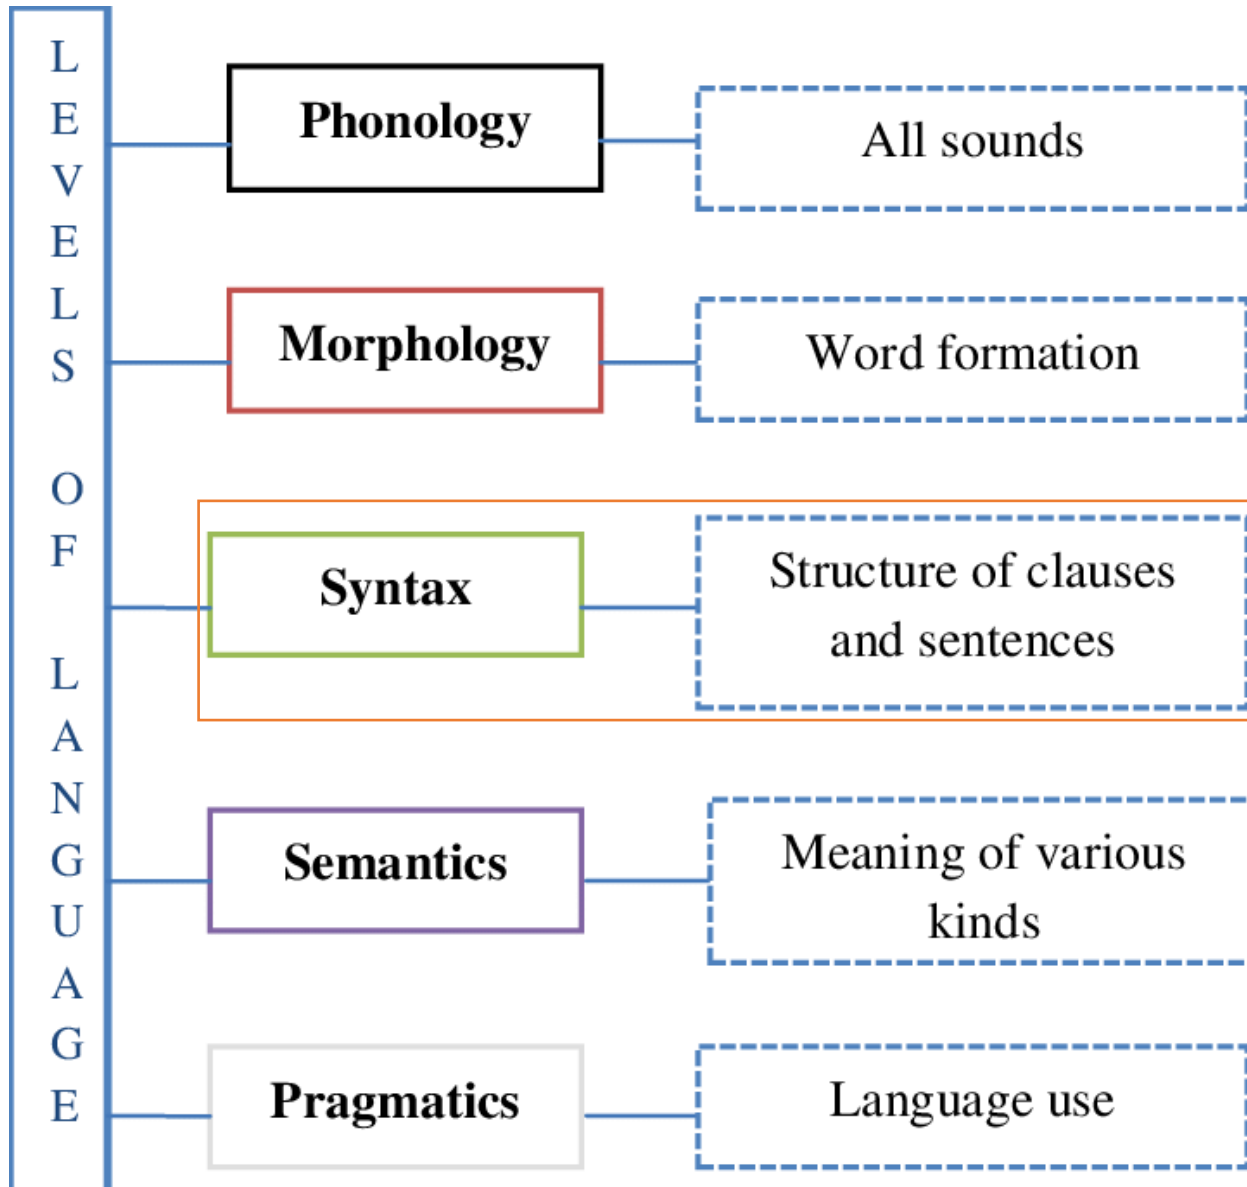 LEVELS OF LANGUAGE
Phonology
All sounds
Morphology
Word formation
Syntax
Structure of clauses
and sentences
Semantics
Meaning of various
kinds
Pragmatics
Language use